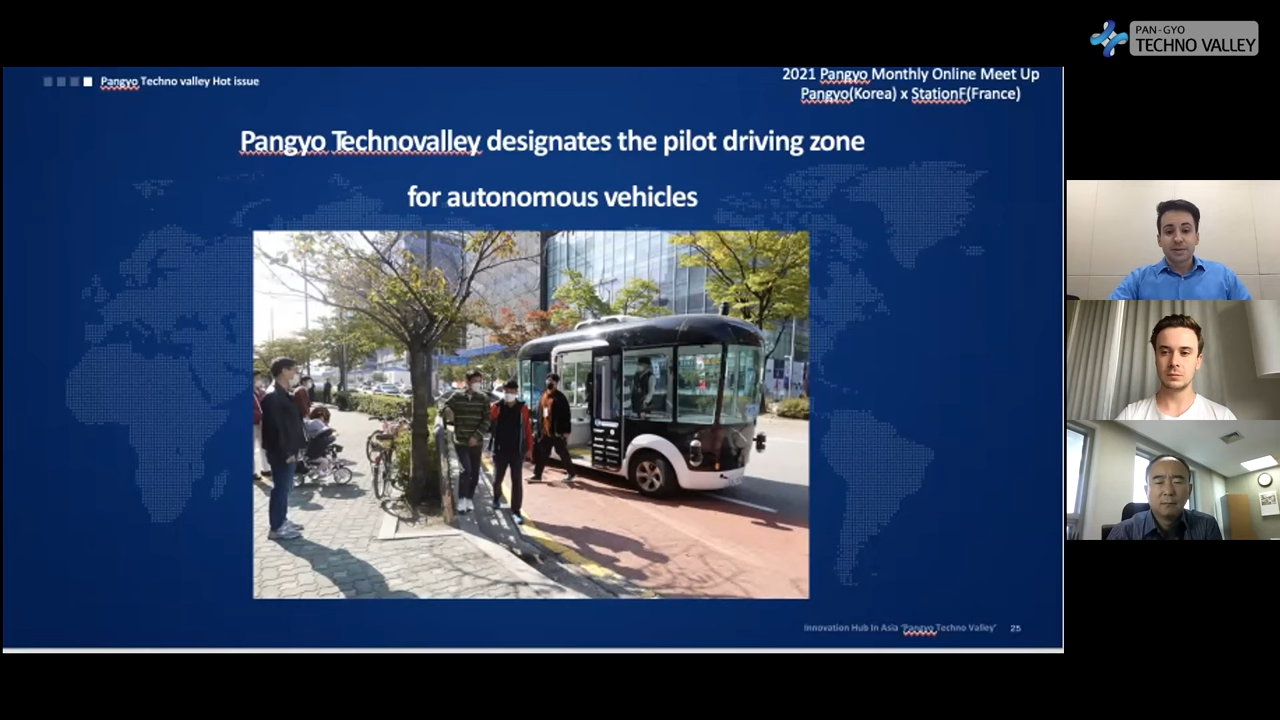 PAN-GYO
TECHNO VALLEY
Pangyo Techno valley Hot issue
2021 Pangyo Monthly Online Meet Up
Pangyo(Korea) x StationF(France)
Pangyo Technovalley designates the pilot driving zone
for autonomous vehicles
Innovation Hub In Asia 'Pangyo Techno Valley'
25